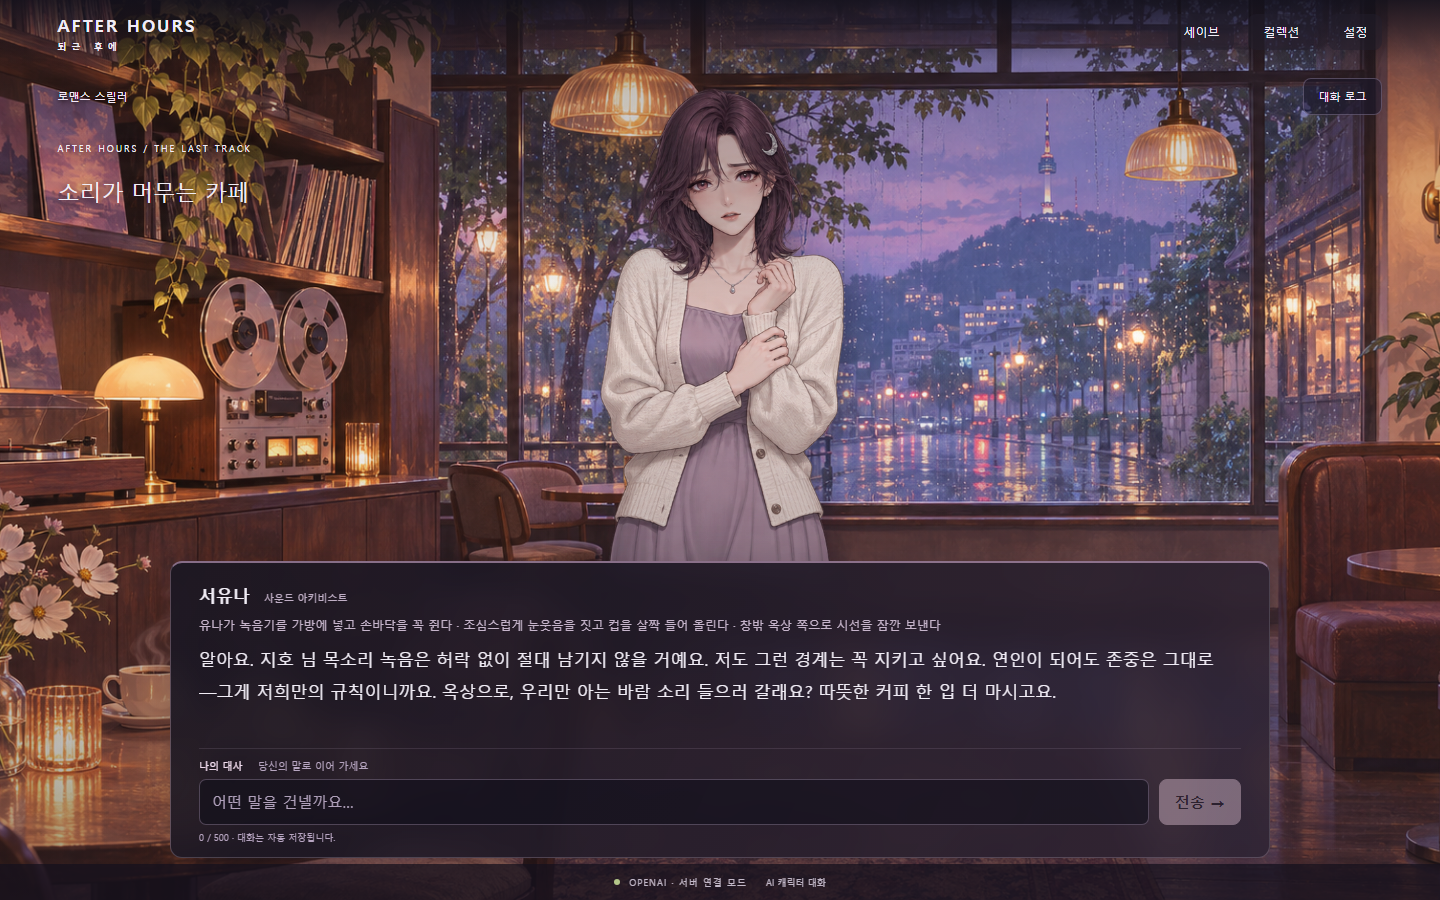 AFTER HOURS
퇴근 후에
세이브 컬렉션 설정
로맨스 스릴러
대화 로그
AFTER HOURS / THE LAST TRACK
소리가 머무는 카페
서유나 사운드 아키비스트
유나가 녹음기를 가방에 넣고 손바닥을 꼭 쥔다 · 조심스럽게 눈웃음을 짓고 컵을 살짝 들어 올린다 · 창밖 옥상 쪽으로 시선을 잠깐 보낸다
알아요. 지호 님 목소리 녹음은 허락 없이 절대 남기지 않을 거예요. 저도 그런 경계는 꼭 지키고 싶어요. 연인이 되어도 존중은 그대로
—그게 저희만의 규칙이니까요. 옥상으로, 우리만 아는 바람 소리 들으러 갈래요? 따뜻한 커피 한 입 더 마시고요.
나의 대사 당신의 말로 이어 가세요
어떤 말을 건넬까요...
전송 →
0 / 500 · 대화는 자동 저장됩니다.
OPENAI · 서버 연결 모드 AI 캐릭터 대화